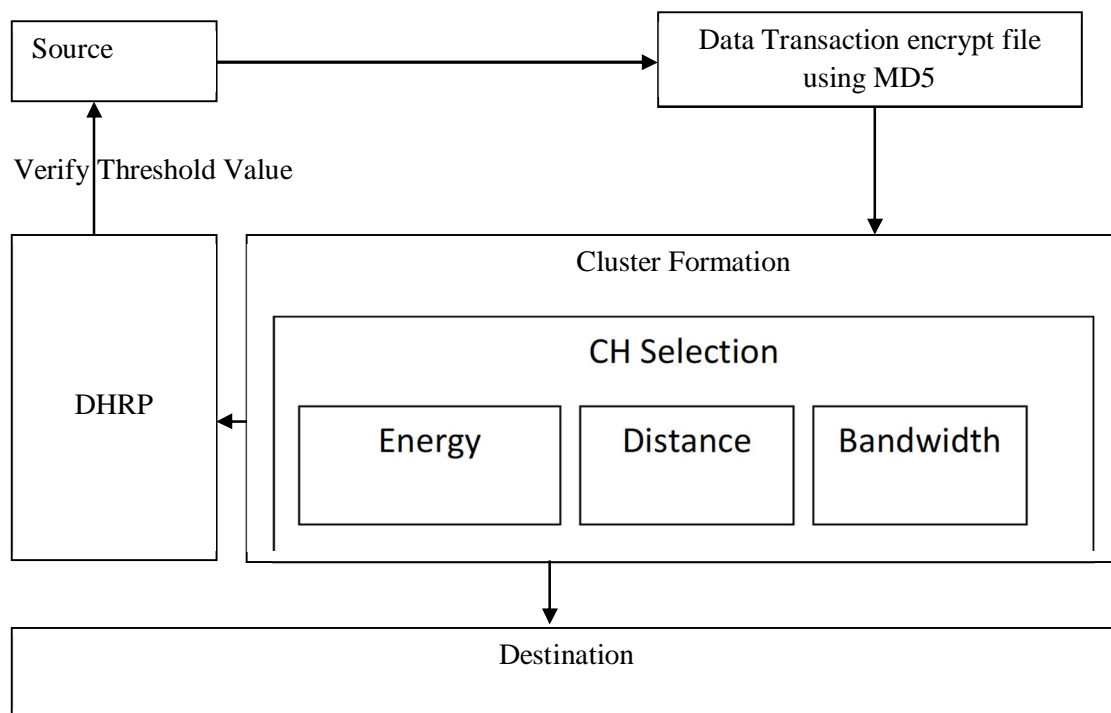 Source
Data Transaction encrypt file
using MD5
Verify Threshold Value
Cluster Formation
CH Selection
DHRP
Energy
Distance
Bandwidth
Destination